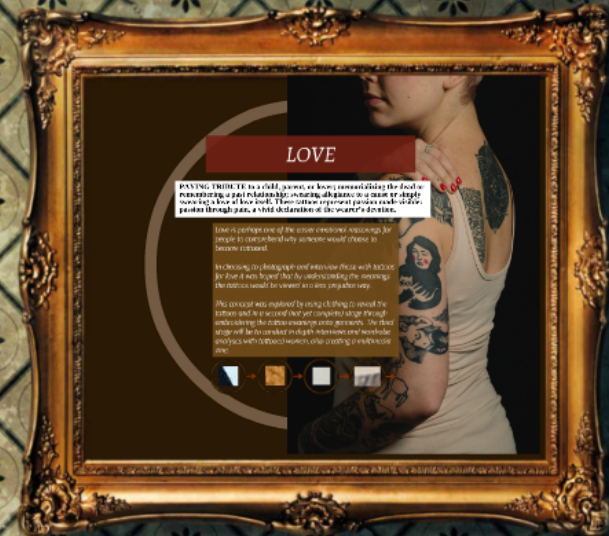 LOVE
PAYING TRIBUTE to a child, parent, or lover; memorialising the dead or
remembering a past relationship; swearing allegiance to a cause or simply
swearing a love of love itself. These tattoos represent passion made visible:
passion through pain, a vivid declaration of the wearer's devotion.
Love is perhaps one of the easier emotional reasonings for
people to comprehend why someone would choose to
become tattooed.
In choosing to photograph and interview those with tattoos
for love it was hoped that by understanding the meanings
the tattoos would be viewed in a less prejudice way.
This concept was explored by using clothing to reveal the
tattoos and in a second (not yet completed) stage through
embroidering the tattoo meanings onto garments. The third
stage will be to conduct in depth interviews and wardrobe
analysis with tattooed women, also creating a multimedia
zine.